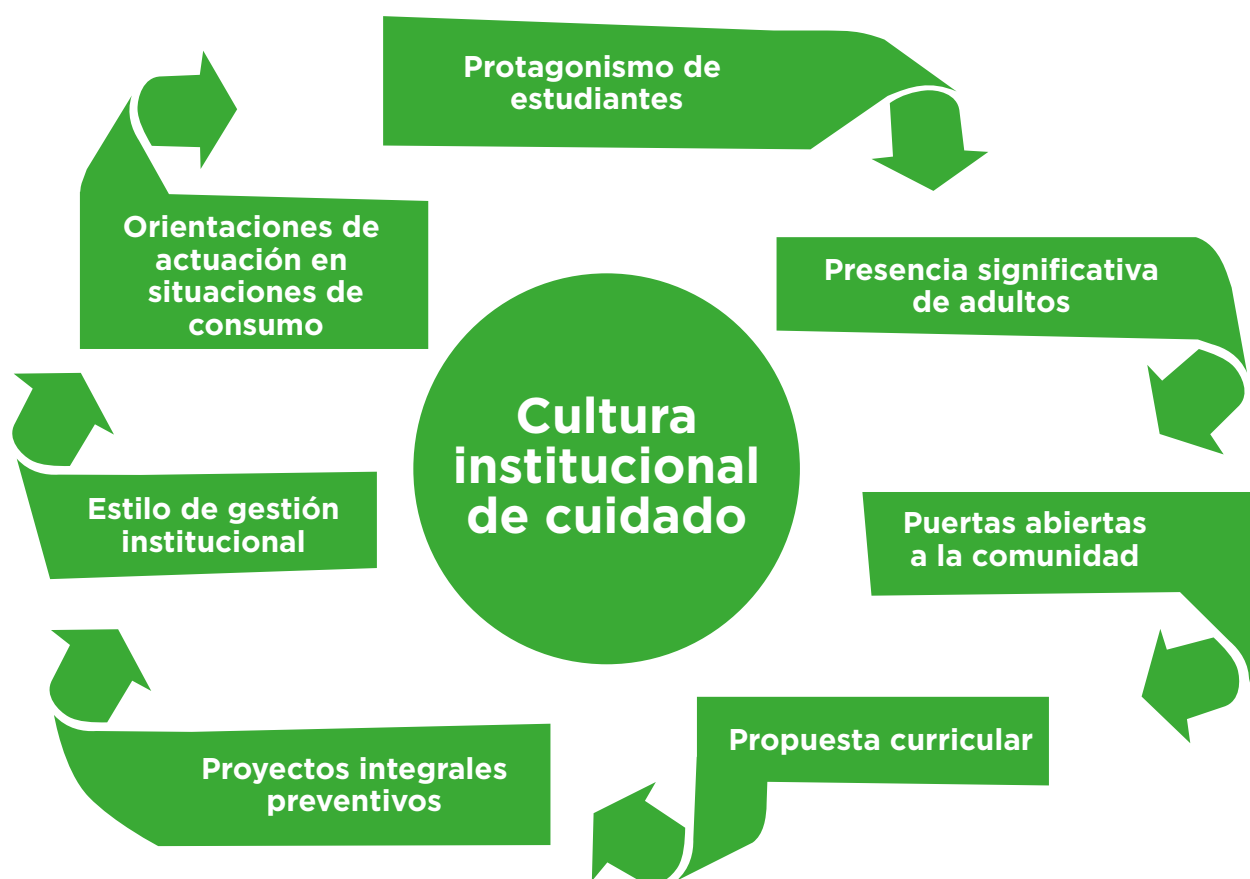 Protagonismo de
estudiantes
Presencia significativa
de adultos
Puertas abiertas
a la comunidad
Propuesta curricular
Proyectos integrales
preventivos
Estilo de gestión
institucional
Orientaciones de
actuación en
situaciones de
consumo
Cultura
institucional
de cuidado